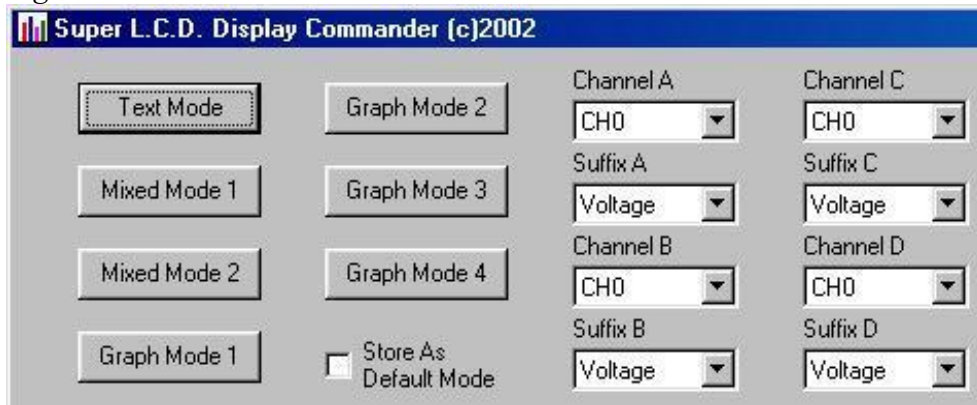 Super L.C.D. Display Commander (c)2002
Text Mode
Mixed Mode 1
Mixed Mode 2
Graph Mode 1
Graph Mode 2
Graph Mode 3
Graph Mode 4
Store As
Default Mode
Channel A
CH0
Suffix A
Voltage
Channel B
CH0
Suffix B
Voltage
Channel C
CH0
Suffix C
Voltage
Channel D
CH0
Suffix D
Voltage